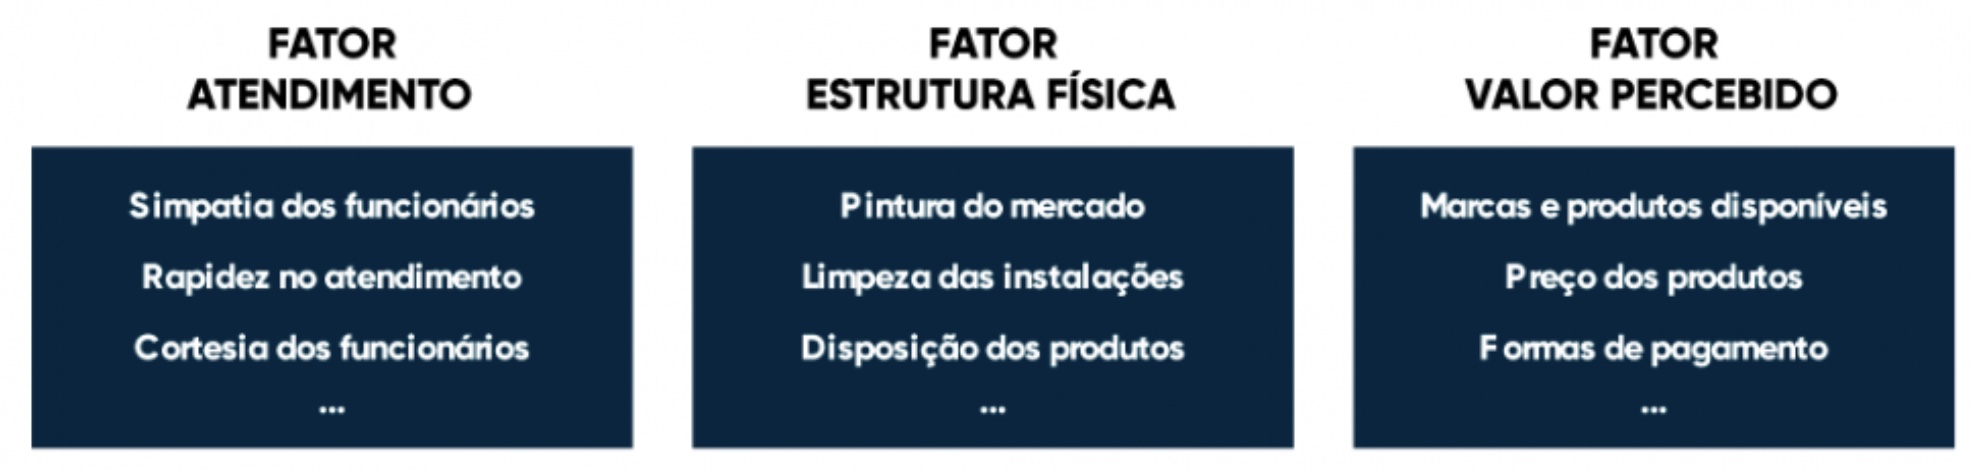 FATOR
ATENDIMENTO
Simpatia dos funcionários
Rapidez no atendimento
Cortesia dos funcionários
...
FATOR
ESTRUTURA FÍSICA
Pintura do mercado
Limpeza das instalações
Disposição dos produtos
...
FATOR
VALOR PERCEBIDO
Marcas e produtos disponíveis
Preço dos produtos
Formas de pagamento
...